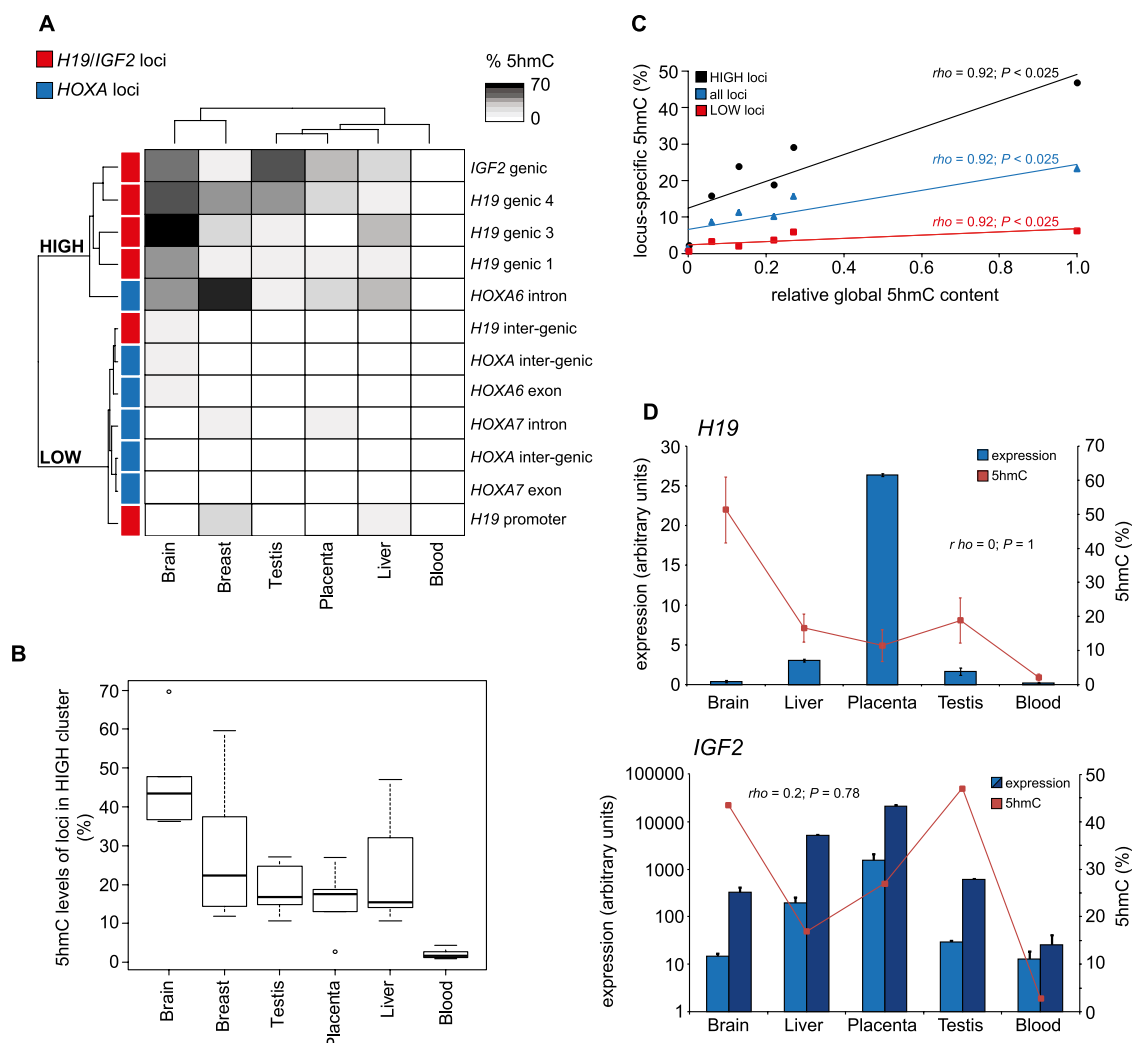 A
H19/IGF2 loci
HOXA loci
% 5hmC
70
0
HIGH
LOW
IGF2 genic
H19 genic 4
H19 genic 3
H19 genic 1
HOXA6 intron
H19 inter-genic
HOXA inter-genic
HOXA6 exon
HOXA7 intron
HOXA inter-genic
HOXA7 exon
H19 promoter
Brain
Breast
Testis
Placenta
Liver
Blood
B
5hmC levels of loci in HIGH cluster
(%)
70
60
50
40
30
20
10
0
Brain
Breast
Testis
Placenta
Liver
Blood
C
locus-specific 5hmC (%)
50
40
30
20
10
0
HIGH loci
all loci
LOW loci
rho = 0.92; P < 0.025
rho = 0.92; P < 0.025
rho = 0.92; P < 0.025
0 0.2 0.4 0.6 0.8 1.0
relative global 5hmC content
D
H19
expression (arbitrary units)
30
25
20
15
10
5
0
expression
5hmC
r ho = 0; P = 1
70
60
50
40
30
20
10
0
5hmC (%)
Brain Liver Placenta Testis Blood
IGF2
expression (arbitrary units)
100000
10000
1000
100
10
1
rho = 0.2; P = 0.78
expression
5hmC
50
40
30
20
10
0
5hmC (%)
Brain Liver Placenta Testis Blood